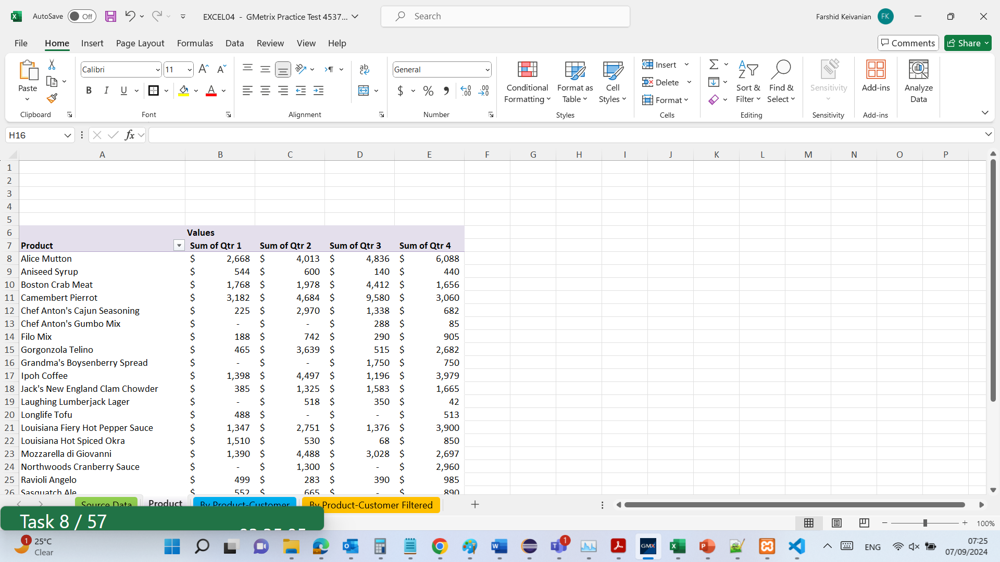 AutoSave Off EXCEL04 - GMetrix Practice Test 4537... Search Farshid Keivanian FK
File Home Insert Page Layout Formulas Data Review View Help Comments Share
Paste Calibri 11 General Conditional Formatting Format as Table Cell Styles Insert Delete Format Sort & Filter Find & Select Sensitivity Add-ins Analyze Data
Clipboard Font Alignment Number Styles Cells Editing Sensitivity Add-ins
H16 fx
A B C D E F G H I J K L M N O P
1
2
3
4
5
6 Values
7 Product Sum of Qtr 1 Sum of Qtr 2 Sum of Qtr 3 Sum of Qtr 4
8 Alice Mutton $ 2,668 $ 4,013 $ 4,836 $ 6,088
9 Aniseed Syrup $ 544 $ 600 $ 140 $ 440
10 Boston Crab Meat $ 1,768 $ 1,978 $ 4,412 $ 1,656
11 Camembert Pierrot $ 3,182 $ 4,684 $ 9,580 $ 3,060
12 Chef Anton's Cajun Seasoning $ 225 $ 2,970 $ 1,338 $ 682
13 Chef Anton's Gumbo Mix $ - $ - $ 288 $ 85
14 Filo Mix $ 188 $ 742 $ 290 $ 905
15 Gorgonzola Telino $ 465 $ 3,639 $ 515 $ 2,682
16 Grandma's Boysenberry Spread $ - $ - $ 1,750 $ 750
17 Ipoh Coffee $ 1,398 $ 4,497 $ 1,196 $ 3,979
18 Jack's New England Clam Chowder $ 385 $ 1,325 $ 1,583 $ 1,665
19 Laughing Lumberjack Lager $ - $ 518 $ 350 $ 42
20 Longlife Tofu $ 488 $ - $ - $ 513
21 Louisiana Fiery Hot Pepper Sauce $ 1,347 $ 2,751 $ 1,376 $ 3,900
22 Louisiana Hot Spiced Okra $ 1,510 $ 530 $ 68 $ 850
23 Mozzarella di Giovanni $ 1,390 $ 4,488 $ 3,028 $ 2,697
24 Northwoods Cranberry Sauce $ - $ 1,300 $ - $ 2,960
25 Ravioli Angelo $ 499 $ 283 $ 390 $ 985
26 Sasquatch Ale $ 552 $ 665 $ - $ 890
Source Data Product By Product-Customer By Product-Customer Filtered
Task 8 / 57
100%
1 25°C 1 GMX ENG 07:25
Clear 07/09/2024